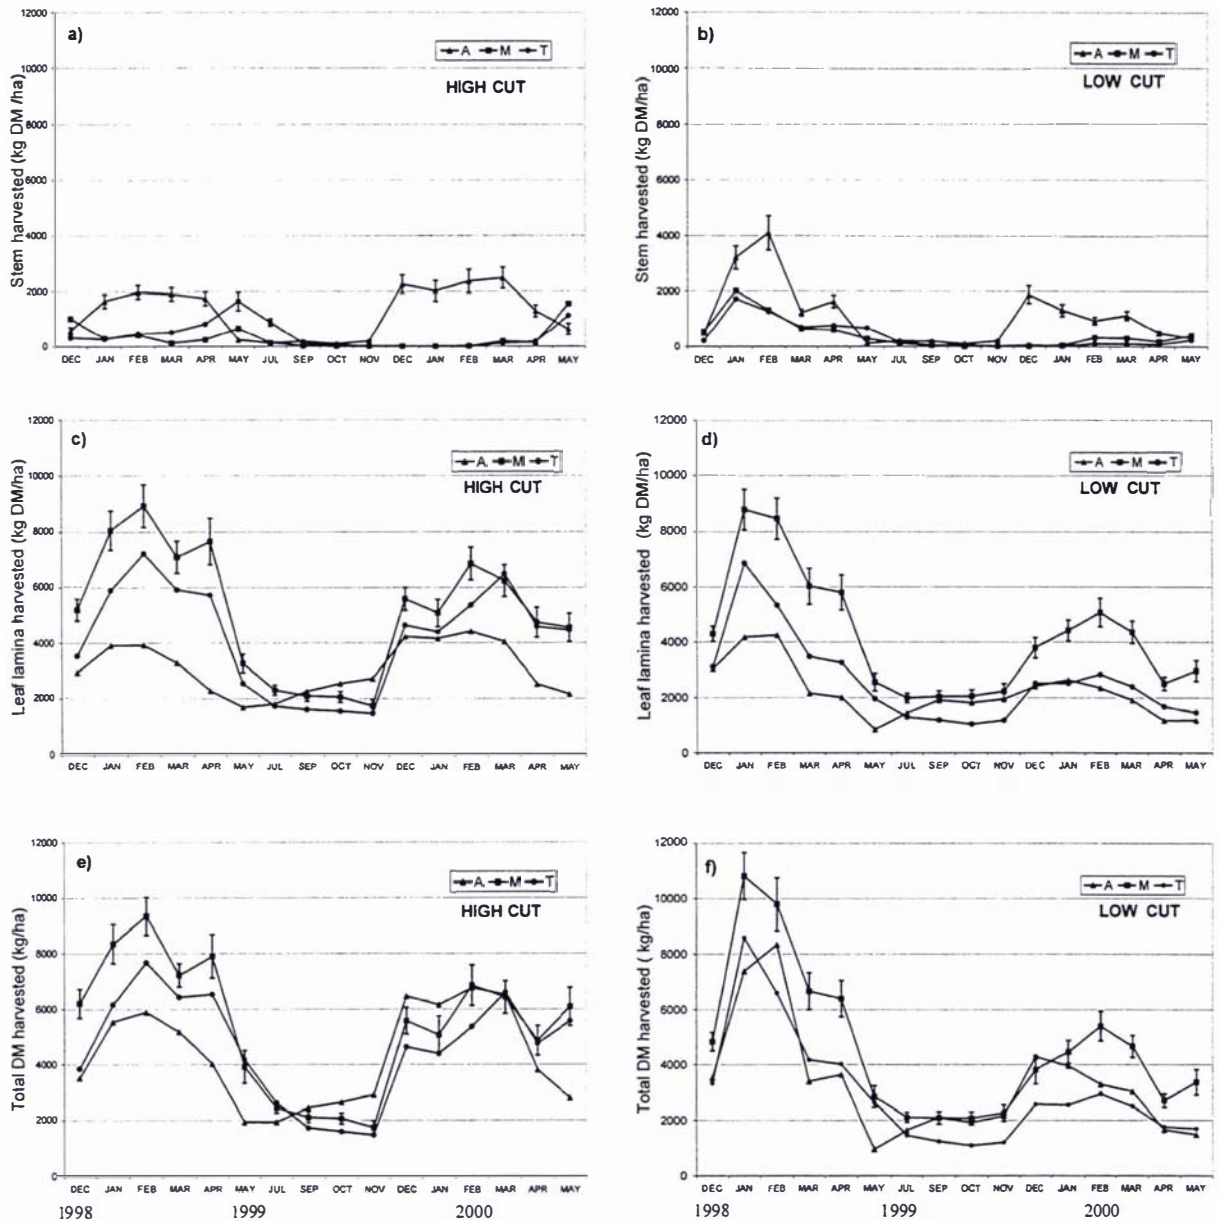 a)
12000
10000
8000
6000
4000
2000
0
Stem harvested (kg DM /ha)
A M T
HIGH CUT
DEC JAN FEB MAR APR MAY JUL SEP OCT NOV DEC JAN FEB MAR APR MAY
b)
12000
10000
8000
6000
4000
2000
0
Stem harvested (kg DM/ha)
A M T
LOW CUT
DEC JAN FEB MAR APR MAY JUL SEP OCT NOV DEC JAN FEB MAR APR MAY
c)
12000
10000
8000
6000
4000
2000
0
Leaf lamina harvested (kg DM/ha)
A. M T
HIGH CUT
DEC JAN FEB MAR APR MAY JUL SEP OCT NOV DEC JAN FEB MAR APR MAY
d)
12000
10000
8000
6000
4000
2000
0
Leaf lamina harvested (kg DM/ha)
A M T
LOW CUT
DEC JAN FEB MAR APR MAY JUL SEP OCT NOV DEC JAN FEB MAR APR MAY
e)
12000
10000
8000
6000
4000
2000
0
Total DM harvested (kg/ha)
A. M T
HIGH CUT
DEC JAN FEB MAR APR MAY JUL SEP OCT NOV DEC JAN FEB MAR APR MAY
1998 1999 2000
f)
12000
10000
8000
6000
4000
2000
0
Total DM harvested ( kg/ha)
A M T
LOW CUT
DEC JAN FEB MAR APR MAY JUL SEP OCT NOV DEC JAN FEB MAR APR MAY
1998 1999 2000